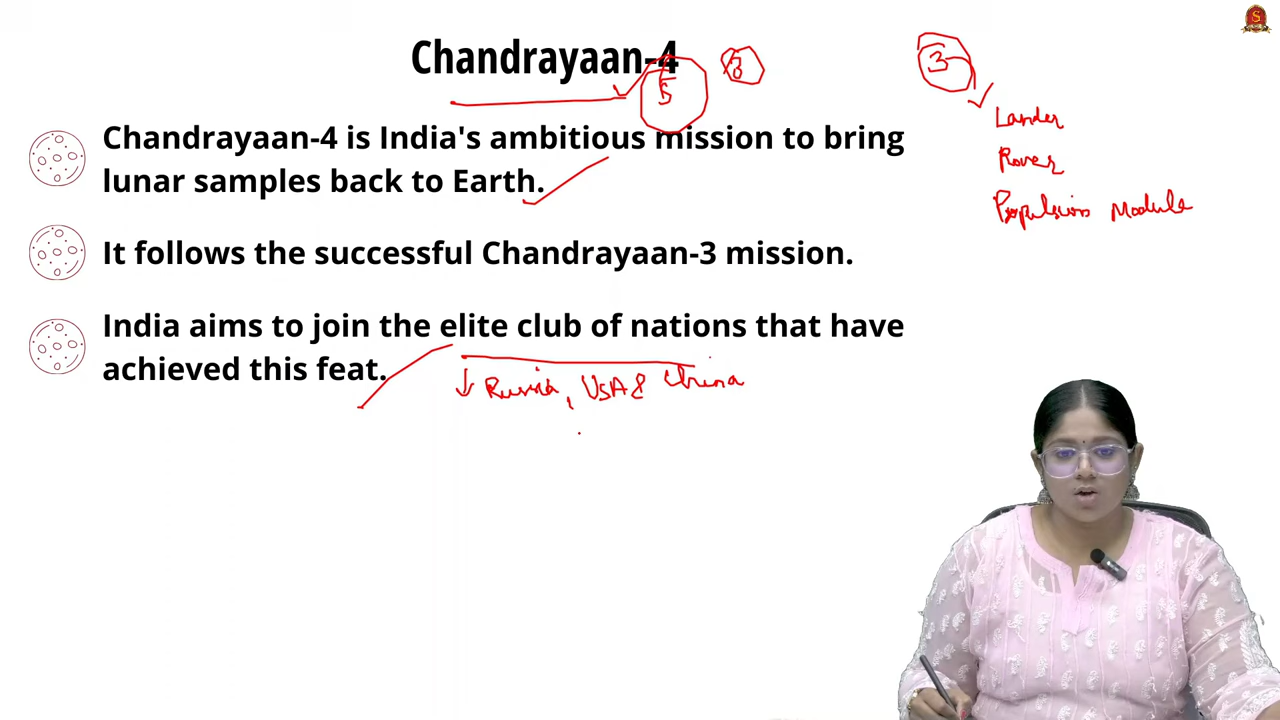 Chandrayaan-4
5
3
3
Lander
Rover
Propulsion Module
Chandrayaan-4 is India's ambitious mission to bring
lunar samples back to Earth.
It follows the successful Chandrayaan-3 mission.
India aims to join the elite club of nations that have
achieved this feat.
Russia, USA & China